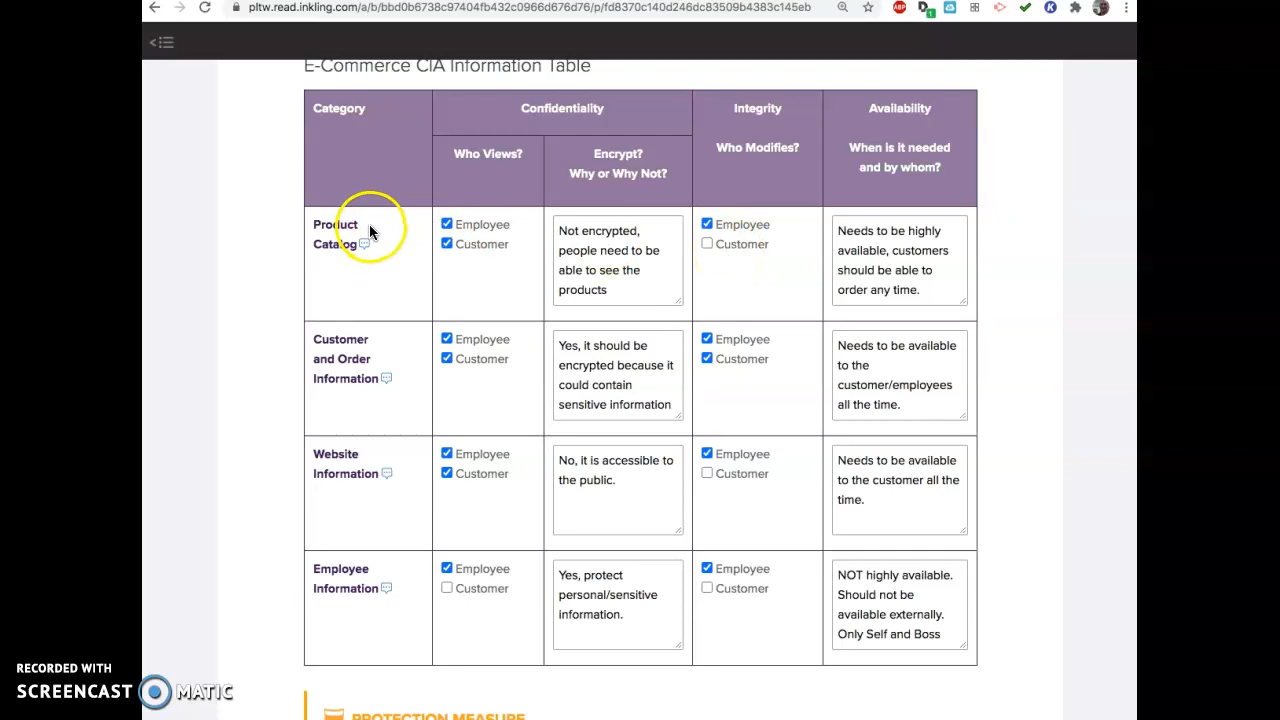 pltw.read.inkling.com/a/b/bbd0b6738c97404fb432c0966d676d76/p/fd8370c140d246dc83509b4383c145eb
ABP
1
E-Commerce CIA Information Table
Category
Confidentiality
Integrity
Availability
Who Views?
Encrypt?
Why or Why Not?
Who Modifies?
When is it needed
and by whom?
Product
Catalog
Employee
Customer
Not encrypted,
people need to be
able to see the
products
Employee
Customer
Needs to be highly
available, customers
should be able to
order any time.
Customer
and Order
Information
Employee
Customer
Yes, it should be
encrypted because it
could contain
sensitive information
Employee
Customer
Needs to be available
to the
customer/employees
all the time.
Website
Information
Employee
Customer
No, it is accessible to
the public.
Employee
Customer
Needs to be available
to the customer all the
time.
Employee
Information
Employee
Customer
Yes, protect
personal/sensitive
information.
Employee
Customer
NOT highly available.
Should not be
available externally.
Only Self and Boss
PROTECTION MEASURE
RECORDED WITH
SCREENCAST MATIC